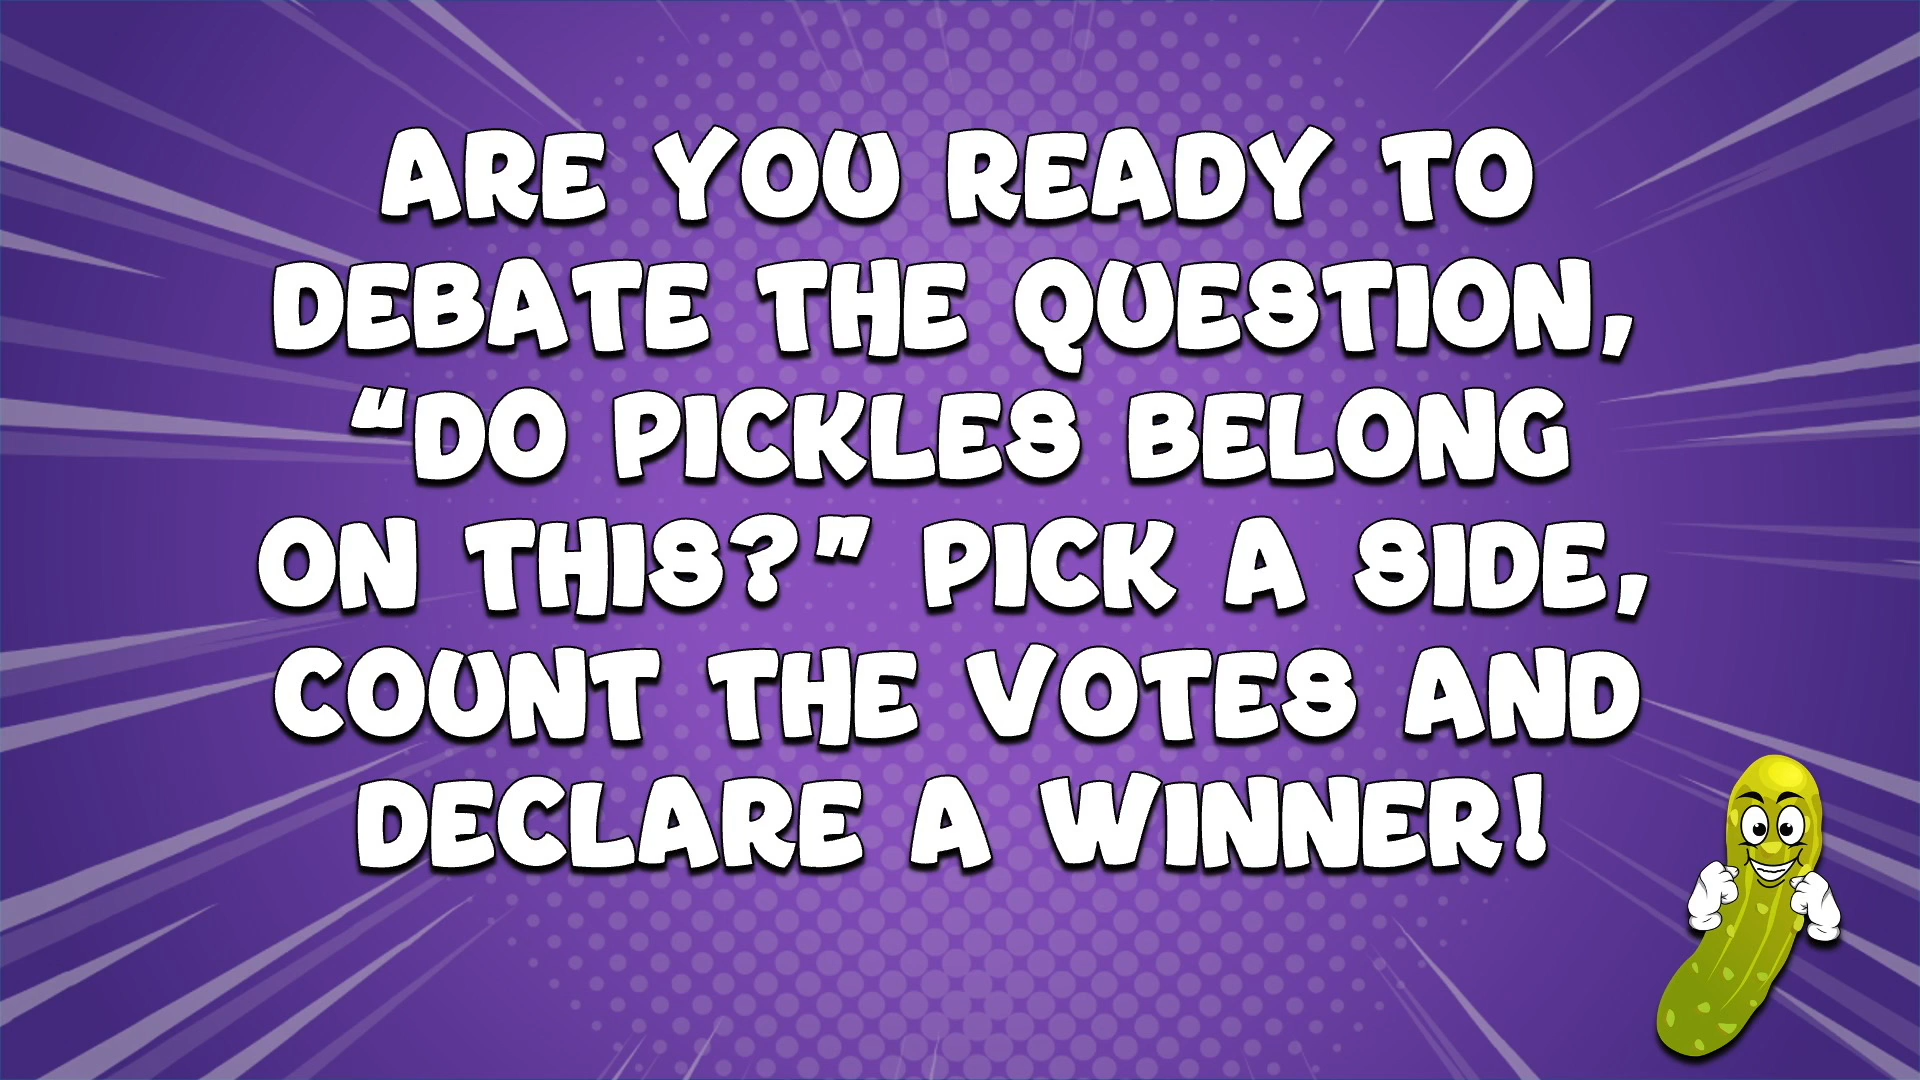 ARE YOU READY TO
DEBATE THE QUESTION,
“DO PICKLES BELONG
ON THIS?” PICK A SIDE,
COUNT THE VOTES AND
DECLARE A WINNER!